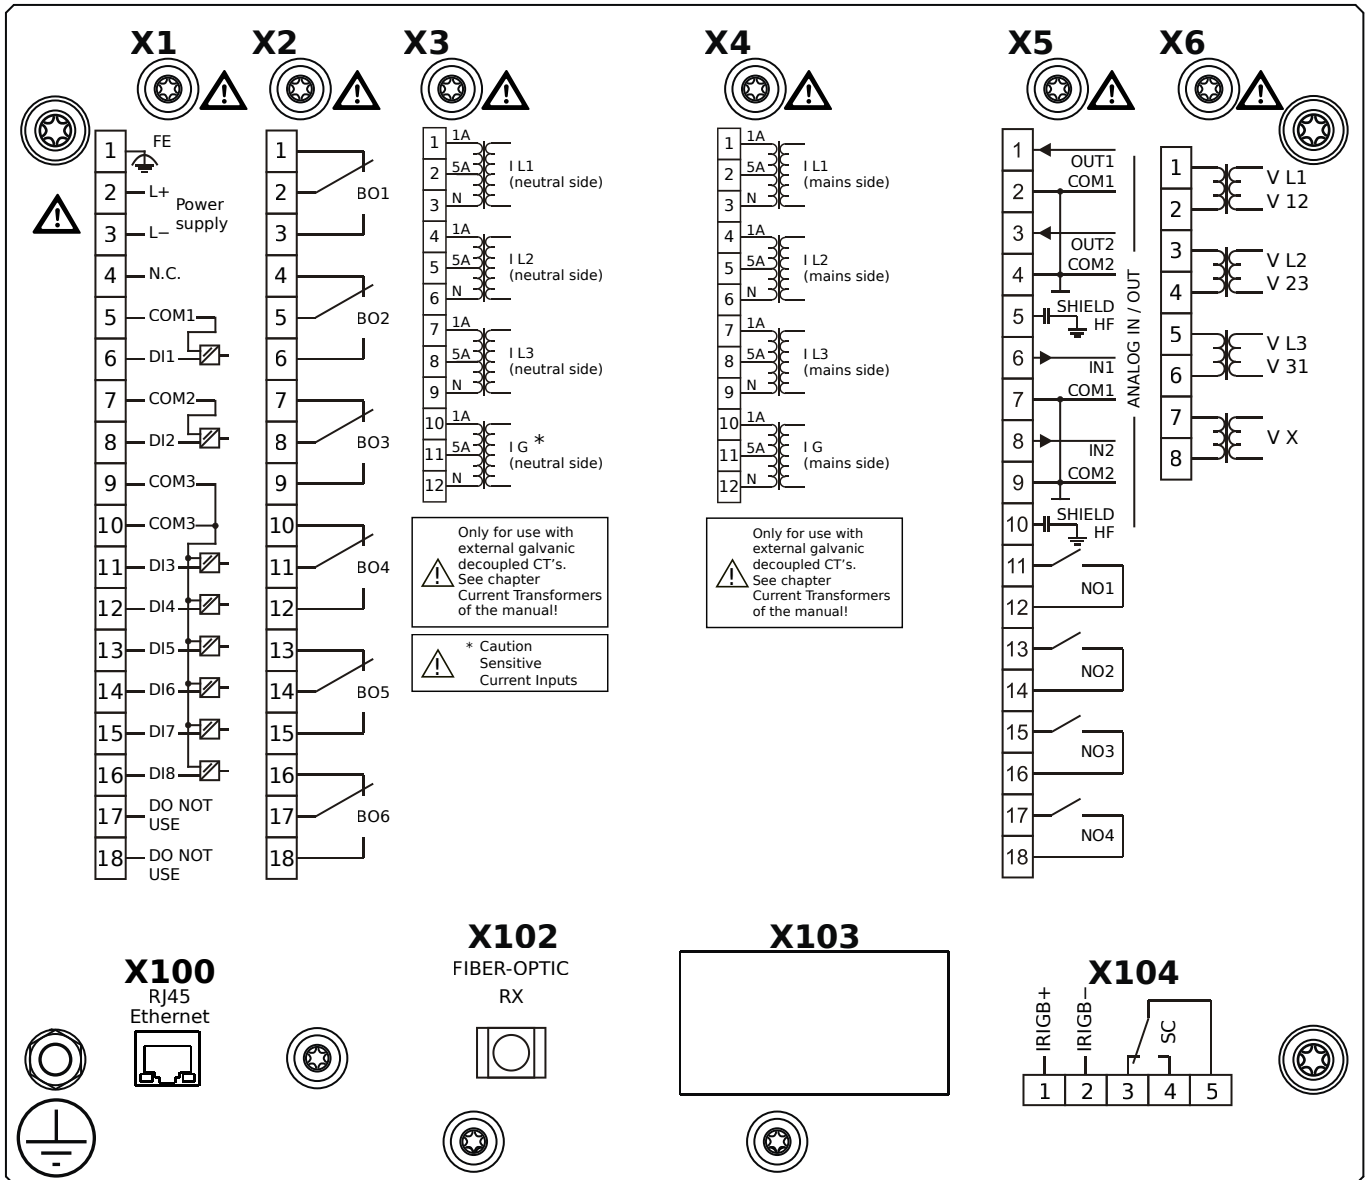 X1
X2
X3
X4
X5
X6
1 FE
2 L+
Power
supply
3 L−
4 N.C.
5 COM1
6 DI1
7 COM2
8 DI2
9 COM3
10 COM3
11 DI3
12 DI4
13 DI5
14 DI6
15 DI7
16 DI8
17 DO NOT
USE
18 DO NOT
USE
1
2 BO1
3
4
5 BO2
6
7
8 BO3
9
10
11 BO4
12
13
14 BO5
15
16
17 BO6
18
1 1A
2 5A I L1
(neutral side)
3 N
4 1A
5 5A I L2
(neutral side)
6 N
7 1A
8 5A I L3
(neutral side)
9 N
10 1A
11 5A I G *
(neutral side)
12 N
Only for use with
external galvanic
decoupled CT's.
See chapter
Current Transformers
of the manual!
* Caution
Sensitive
Current Inputs
1 1A
2 5A I L1
(mains side)
3 N
4 1A
5 5A I L2
(mains side)
6 N
7 1A
8 5A I L3
(mains side)
9 N
10 1A
11 5A I G
(mains side)
12 N
Only for use with
external galvanic
decoupled CT's.
See chapter
Current Transformers
of the manual!
1
OUT1
2 COM1
3
OUT2
4 COM2
5 SHIELD
HF
6
IN1
7 COM1
8
IN2
9 COM2
10 SHIELD
HF
ANALOG IN / OUT
11
NO1
12
13
NO2
14
15
NO3
16
17
NO4
18
1 V L1
2 V 12
3 V L2
4 V 23
5 V L3
6 V 31
7 V X
8
X100
RJ45
Ethernet
X102
FIBER-OPTIC
RX
X103
X104
IRIGB+
IRIGB−
SC
1 2 3 4 5